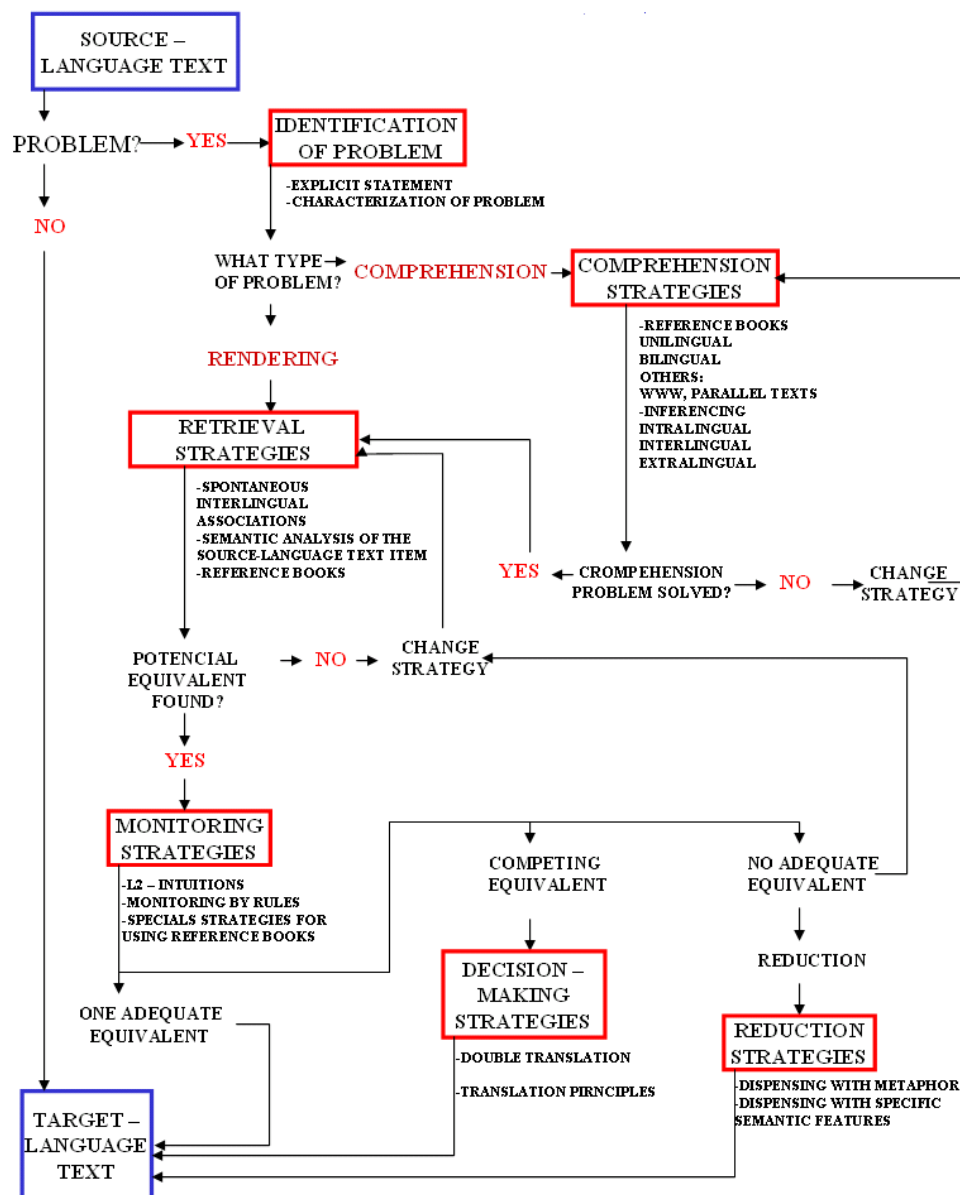 SOURCE –
LANGUAGE TEXT
PROBLEM?
YES
IDENTIFICATION
OF PROBLEM
-EXPLICIT STATEMENT
-CHARACTERIZATION OF PROBLEM
NO
WHAT TYPE
OF PROBLEM?
COMPREHENSION
COMPREHENSION
STRATEGIES
-REFERENCE BOOKS
UNILINGUAL
BILINGUAL
OTHERS:
WWW, PARALLEL TEXTS
-INFERENCING
INTRALINGUAL
INTERLINGUAL
EXTRALINGUAL
RENDERING
RETRIEVAL
STRATEGIES
-SPONTANEOUS
INTERLINGUAL
ASSOCIATIONS
-SEMANTIC ANALYSIS OF THE
SOURCE-LANGUAGE TEXT ITEM
-REFERENCE BOOKS
YES
CROMPEHENSION
PROBLEM SOLVED?
NO
CHANGE
STRATEGY
POTENCIAL
EQUIVALENT
FOUND?
NO
CHANGE
STRATEGY
YES
MONITORING
STRATEGIES
-L2 – INTUITIONS
-MONITORING BY RULES
-SPECIALS STRATEGIES FOR
USING REFERENCE BOOKS
COMPETING
EQUIVALENT
NO ADEQUATE
EQUIVALENT
REDUCTION
ONE ADEQUATE
EQUIVALENT
DECISION –
MAKING
STRATEGIES
-DOUBLE TRANSLATION
-TRANSLATION PIRNCIPLES
REDUCTION
STRATEGIES
-DISPENSING WITH METAPHOR
-DISPENSING WITH SPECIFIC
SEMANTIC FEATURES
TARGET –
LANGUAGE
TEXT